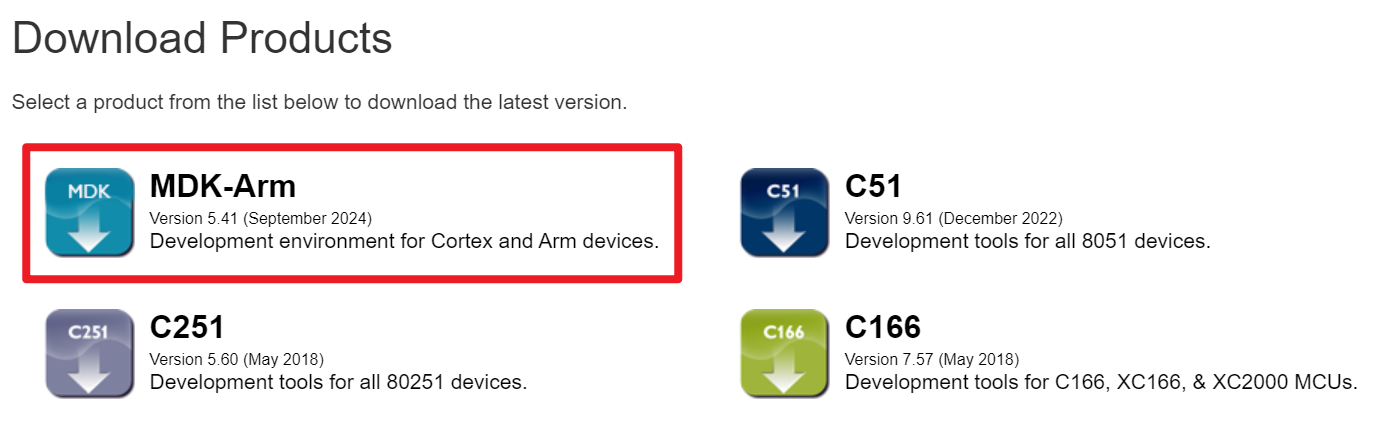 Download Products
Select a product from the list below to download the latest version.
MDK
MDK-Arm
Version 5.41 (September 2024)
Development environment for Cortex and Arm devices.
C51
C51
Version 9.61 (December 2022)
Development tools for all 8051 devices.
C251
C251
Version 5.60 (May 2018)
Development tools for all 80251 devices.
C166
C166
Version 7.57 (May 2018)
Development tools for C166, XC166, & XC2000 MCUs.